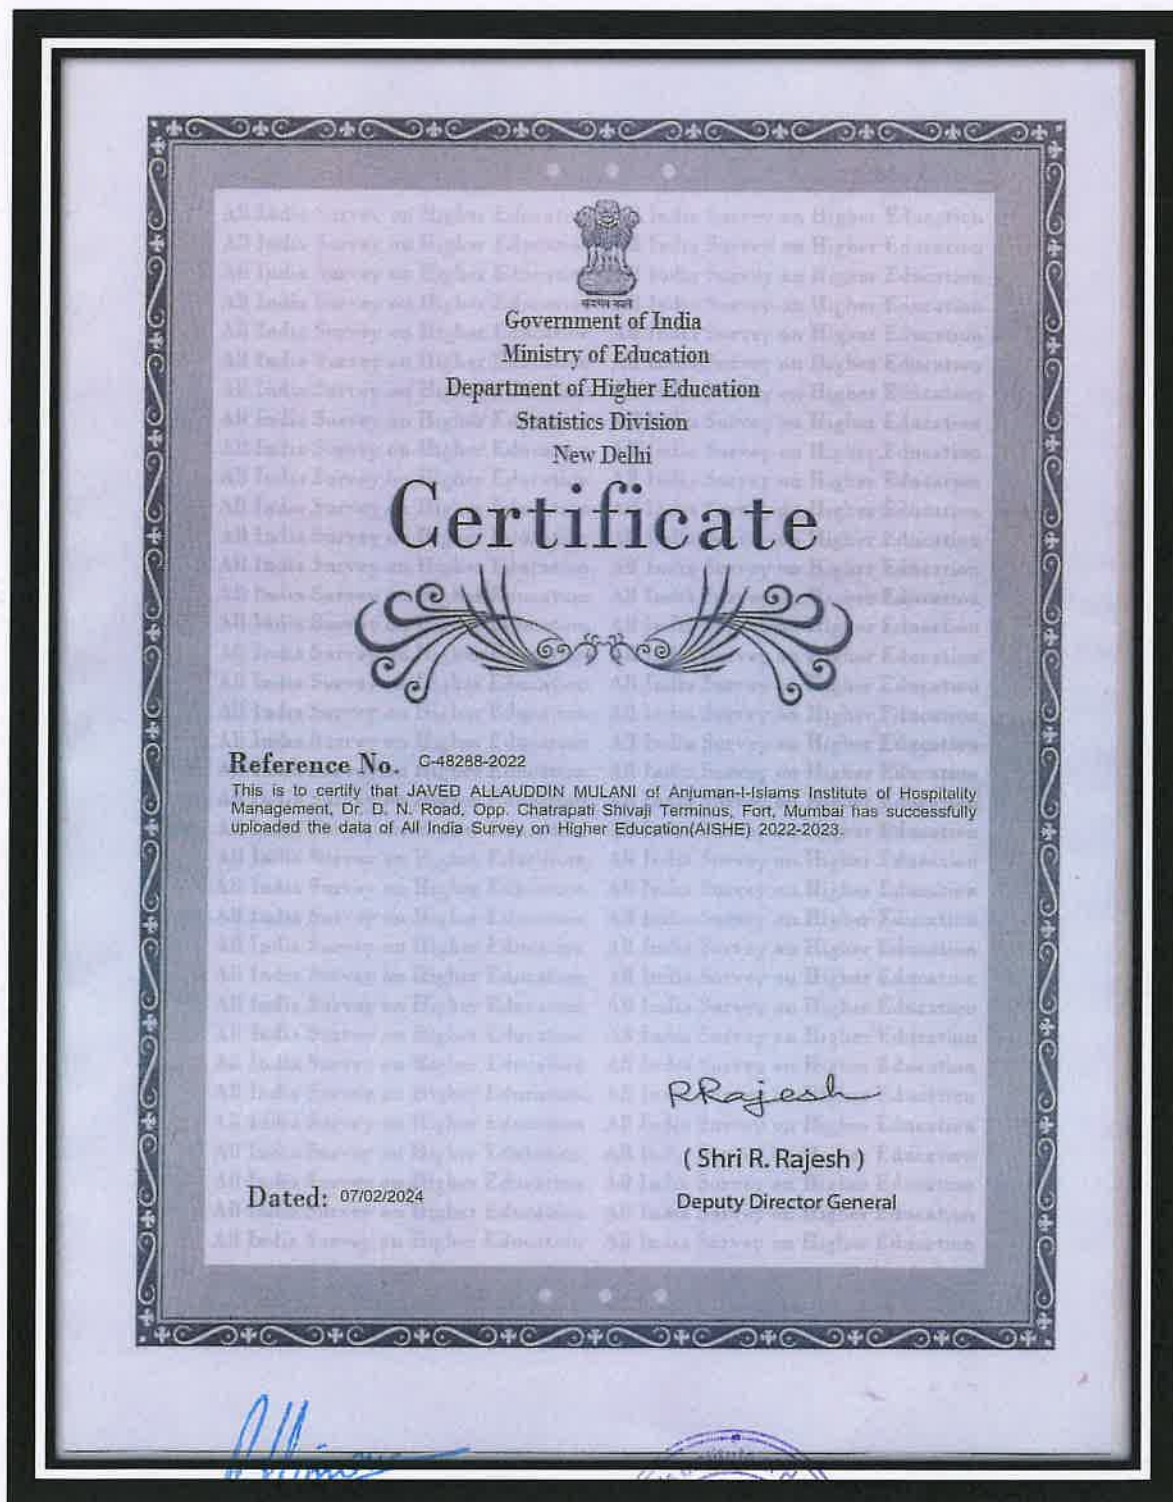 Government of India
Ministry of Education
Department of Higher Education
Statistics Division
New Delhi
Certificate
Reference No. C-48288-2022
This is to certify that JAVED ALLAUDDIN MULANI of Anjuman-I-Islams Institute of Hospitality
Management, Dr. D. N. Road, Opp. Chatrapati Shivaji Terminus, Fort, Mumbai has successfully
uploaded the data of All India Survey on Higher Education(AISHE) 2022-2023.
RRajesh
( Shri R. Rajesh )
Dated: 07/02/2024
Deputy Director General